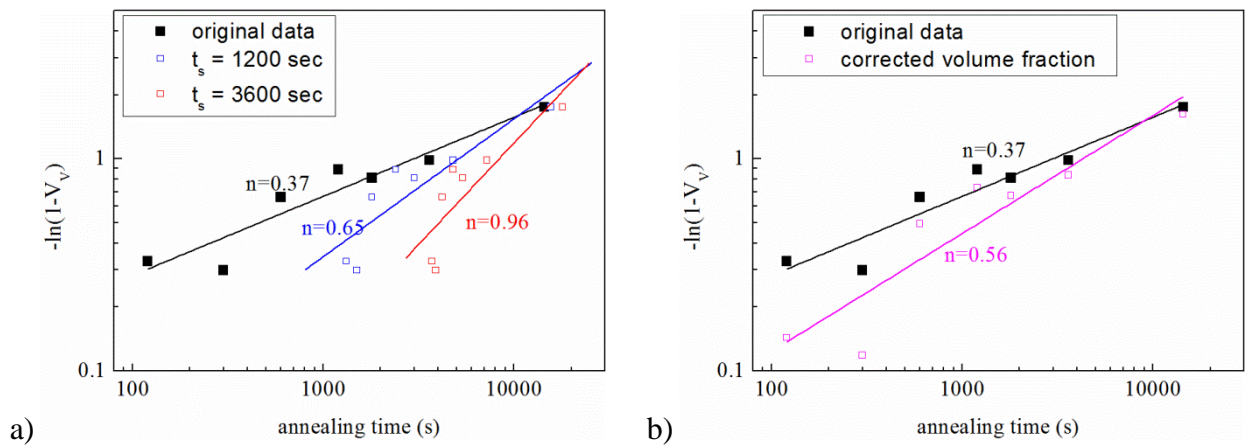 original data
t_s = 1200 sec
t_s = 3600 sec
n=0.37
n=0.65
n=0.96
1
0.1
-ln(1-V_V)
100
1000
10000
annealing time (s)
a)
original data
corrected volume fraction
n=0.37
n=0.56
1
0.1
-ln(1-V_V)
100
1000
10000
annealing time (s)
b)